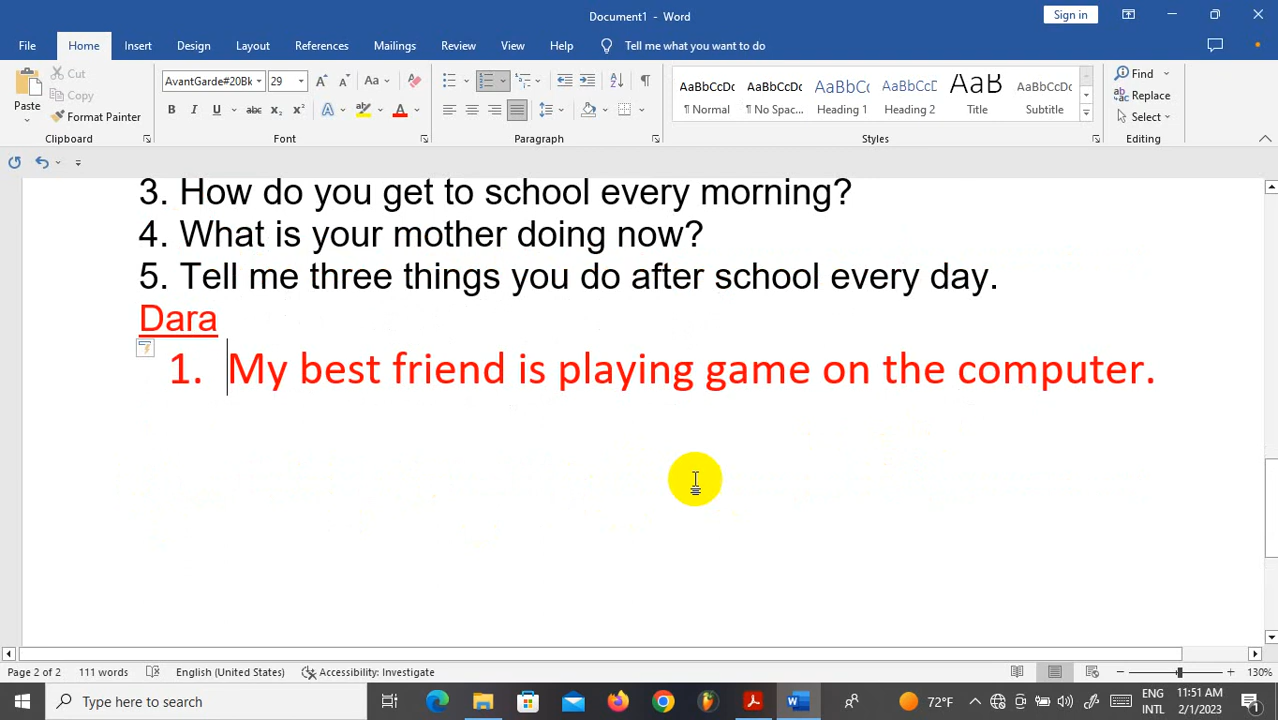 Document1 - Word
Sign in
File Home Insert Design Layout References Mailings Review View Help Tell me what you want to do
Cut
Copy
Paste
Format Painter
Clipboard
AvantGarde#20Bk 29
Font
Paragraph
AaBbCcDc AaBbCcDc AaBbC AaBbCcD AaB AaBbCcD
¶ Normal ¶ No Spac... Heading 1 Heading 2 Title Subtitle
Styles
Find
Replace
Select
Editing
3. How do you get to school every morning?
4. What is your mother doing now?
5. Tell me three things you do after school every day.
Dara
1. My best friend is playing game on the computer.
Page 2 of 2 111 words English (United States) Accessibility: Investigate 130%
Type here to search
72°F
ENG
INTL
11:51 AM
2/1/2023